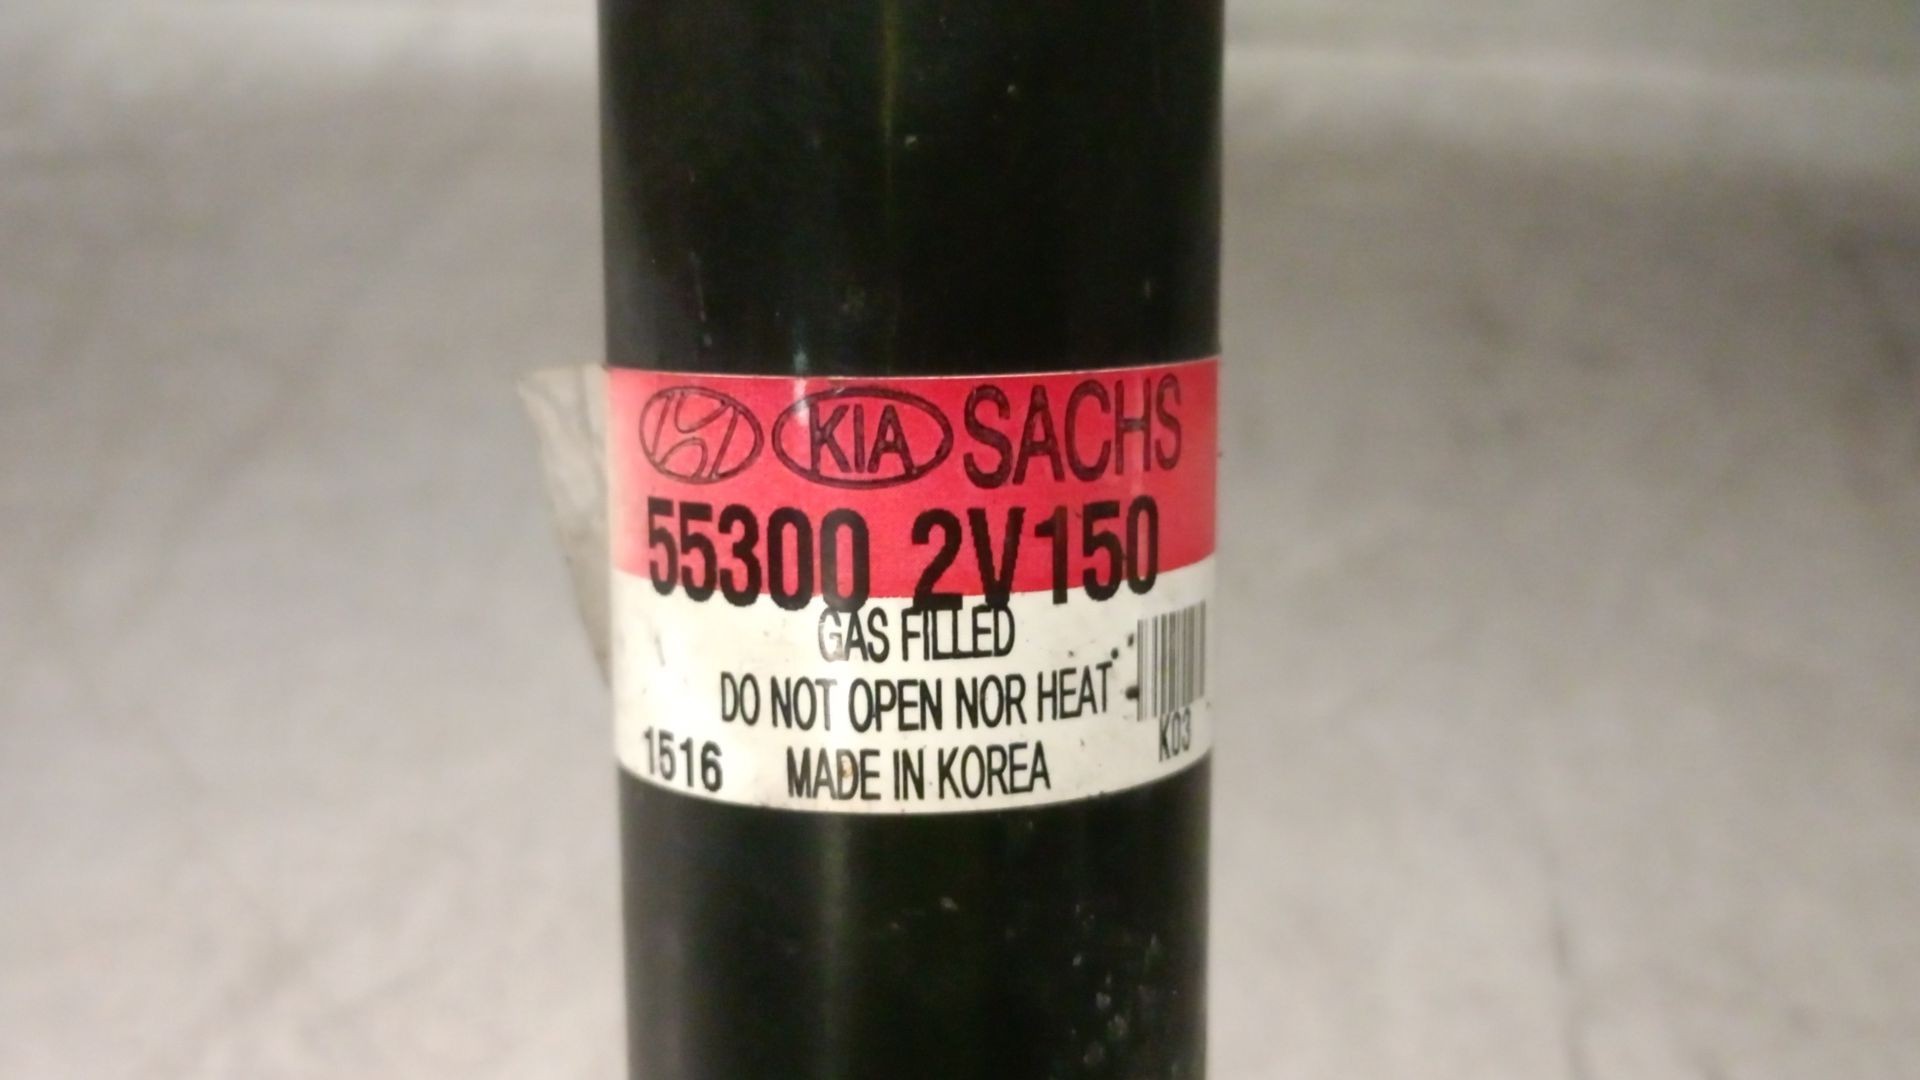 KIA SACHS
55300 2V150
GAS FILLED
DO NOT OPEN NOR HEAT
K03
1516 MADE IN KOREA